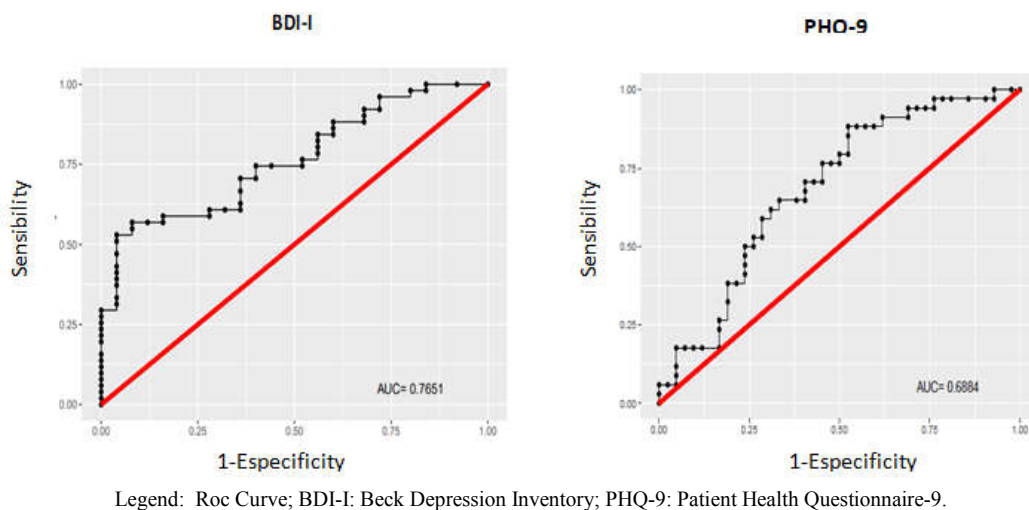 BDI-I
PHQ-9
Sensibility
1.00
0.75
0.50
0.25
0.00
AUC= 0.7651
0.00
0.25
0.50
0.75
1.00
1-Especificity
Sensibility
1.00
0.75
0.50
0.25
0.00
AUC= 0.6884
0.00
0.25
0.50
0.75
1.00
1-Especificity
Legend: Roc Curve; BDI-I: Beck Depression Inventory; PHQ-9: Patient Health Questionnaire-9.